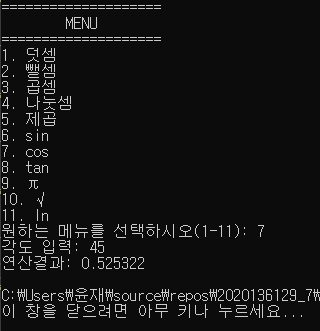 ====================
MENU
====================
1. 덧셈
2. 뺄셈
3. 곱셈
4. 나눗셈
5. 제곱
6. sin
7. cos
8. tan
9. π
10. √
11. ln
원하는 메뉴를 선택하시오(1-11): 7
각도 입력: 45
연산결과: 0.525322
C:₩Users₩윤재₩source₩repos₩2020136129_7₩
이 창을 닫으려면 아무 키나 누르세요...